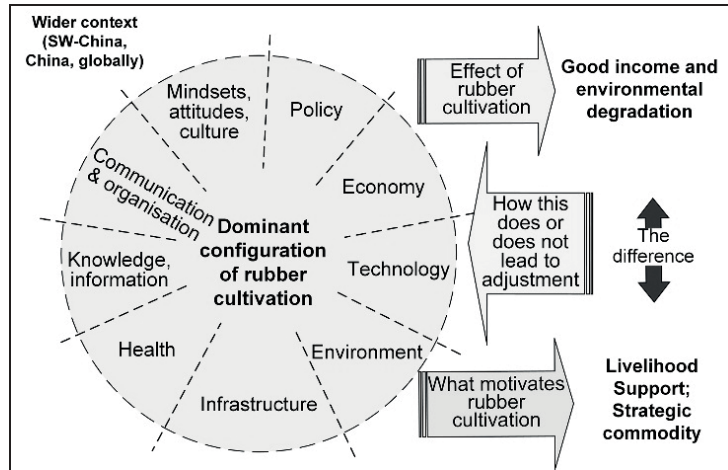 Wider context
(SW-China,
China, globally)
Mindsets,
attitudes,
culture
Policy
Economy
Technology
Environment
Infrastructure
Health
Knowledge,
information
Communication
& organisation
Dominant
configuration
of rubber
cultivation
Effect of
rubber
cultivation
Good income and
environmental
degradation
How this
does or
does not
lead to
adjustment
The
difference
What motivates
rubber
cultivation
Livelihood
Support;
Strategic
commodity